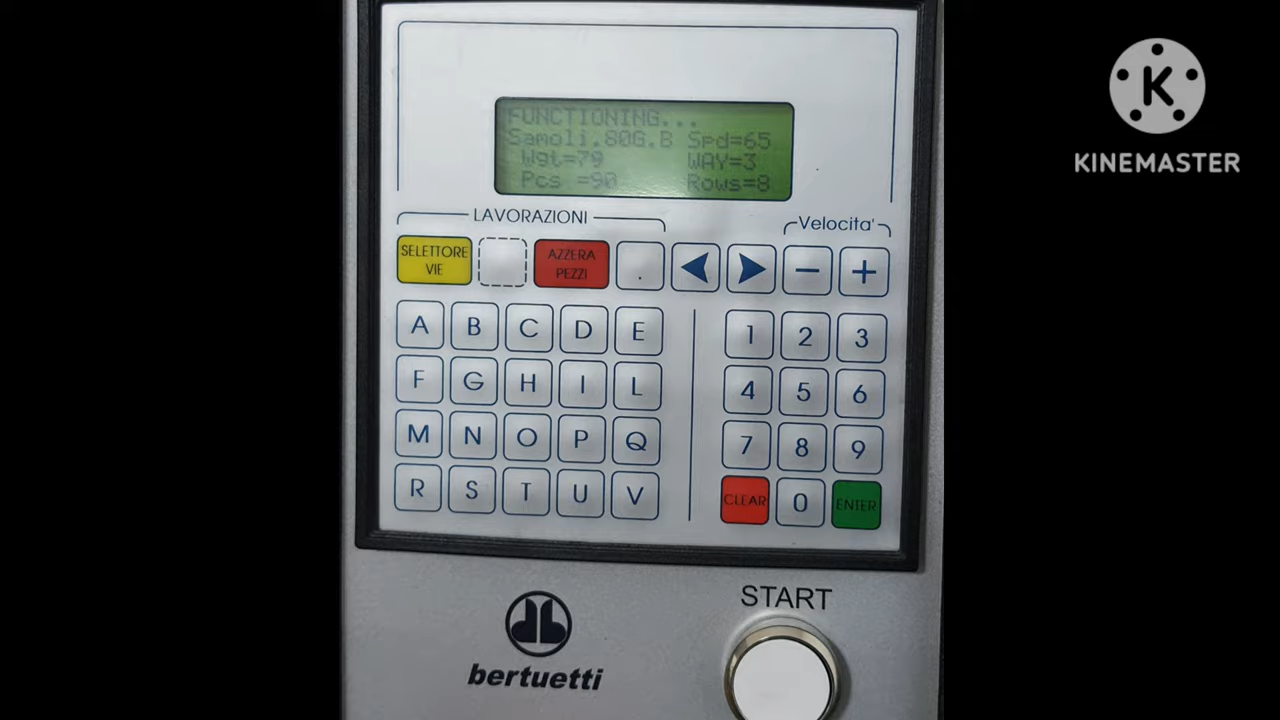 FUNCTIONING...
Samoli.80G.B Spd=65
Wgt=79 WAY=3
Pcs =90 Rows=8
LAVORAZIONI
Velocita'
SELETTORE
VIE
AZZERA
PEZZI
.
− +
A B C D E
1 2 3
F G H I L
4 5 6
M N O P Q
7 8 9
R S T U V
CLEAR 0 ENTER
START
bertuetti
K
KINEMASTER